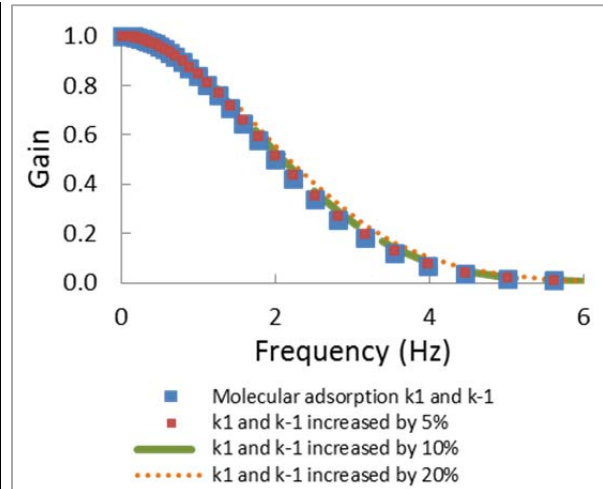 1.0
0.8
0.6
0.4
0.2
0.0
Gain
0 2 4 6
Frequency (Hz)
Molecular adsorption k1 and k-1
k1 and k-1 increased by 5%
k1 and k-1 increased by 10%
k1 and k-1 increased by 20%